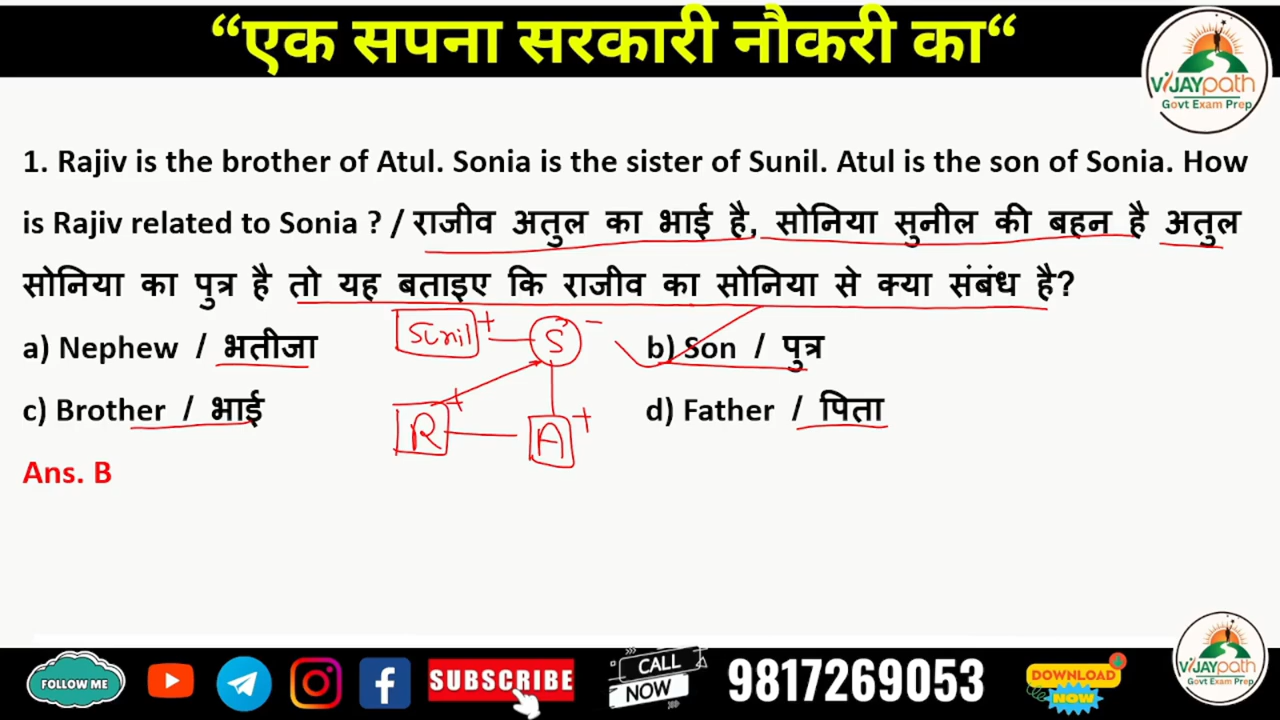 “एक सपना सरकारी नौकरी का“
VIJAYpath
Govt Exam Prep
1. Rajiv is the brother of Atul. Sonia is the sister of Sunil. Atul is the son of Sonia. How
is Rajiv related to Sonia ? / राजीव अतुल का भाई है, सोनिया सुनील की बहन है अतुल
सोनिया का पुत्र है तो यह बताइए कि राजीव का सोनिया से क्या संबंध है?
Sunil + S -
a) Nephew / भतीजा b) Son / पुत्र
R + A +
c) Brother / भाई d) Father / पिता
Ans. B
FOLLOW ME
SUBSCRIBE
CALL
NOW
9817269053
DOWNLOAD
NOW
VIJAYpath
Govt Exam Prep